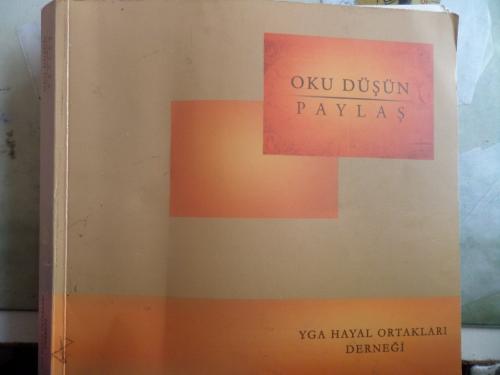 OKU DÜŞÜN
PAYLAŞ
YGA HAYAL ORTAKLARI
DERNEĞİ